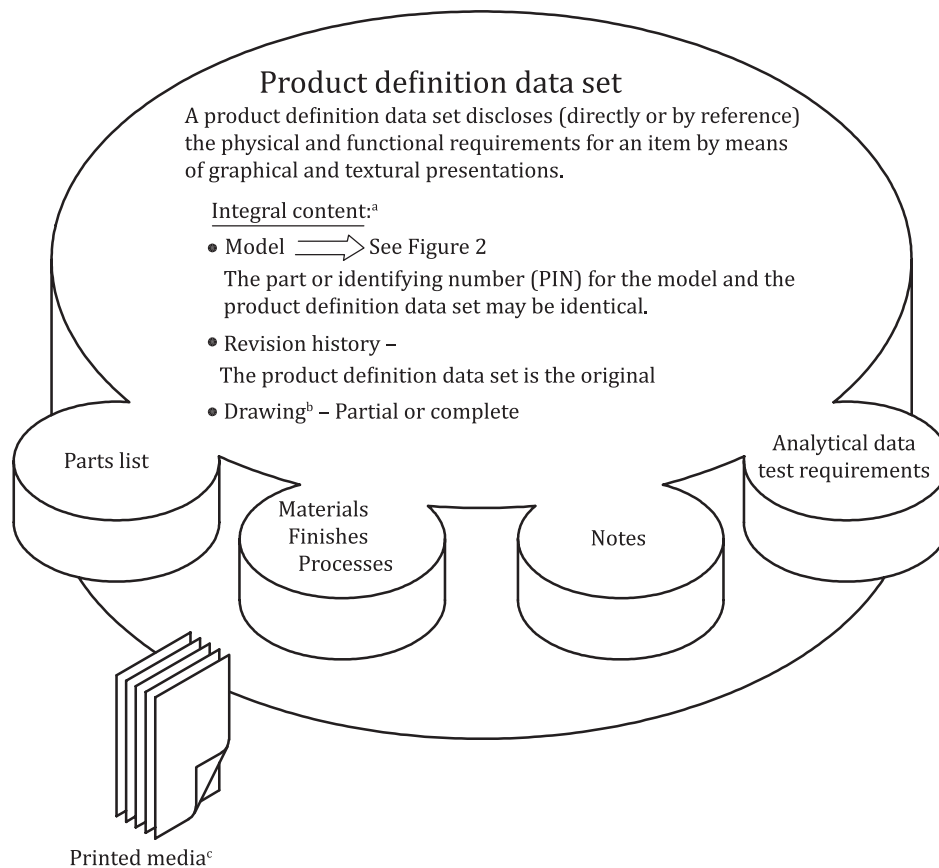 Product definition data set
A product definition data set discloses (directly or by reference)
the physical and functional requirements for an item by means
of graphical and textural presentations.
Integral content:ᵃ
• Model See Figure 2
The part or identifying number (PIN) for the model and the
product definition data set may be identical.
• Revision history –
The product definition data set is the original
• Drawingᵇ – Partial or complete
Parts list
Materials
Finishes
Processes
Notes
Analytical data
test requirements
Printed mediaᶜ